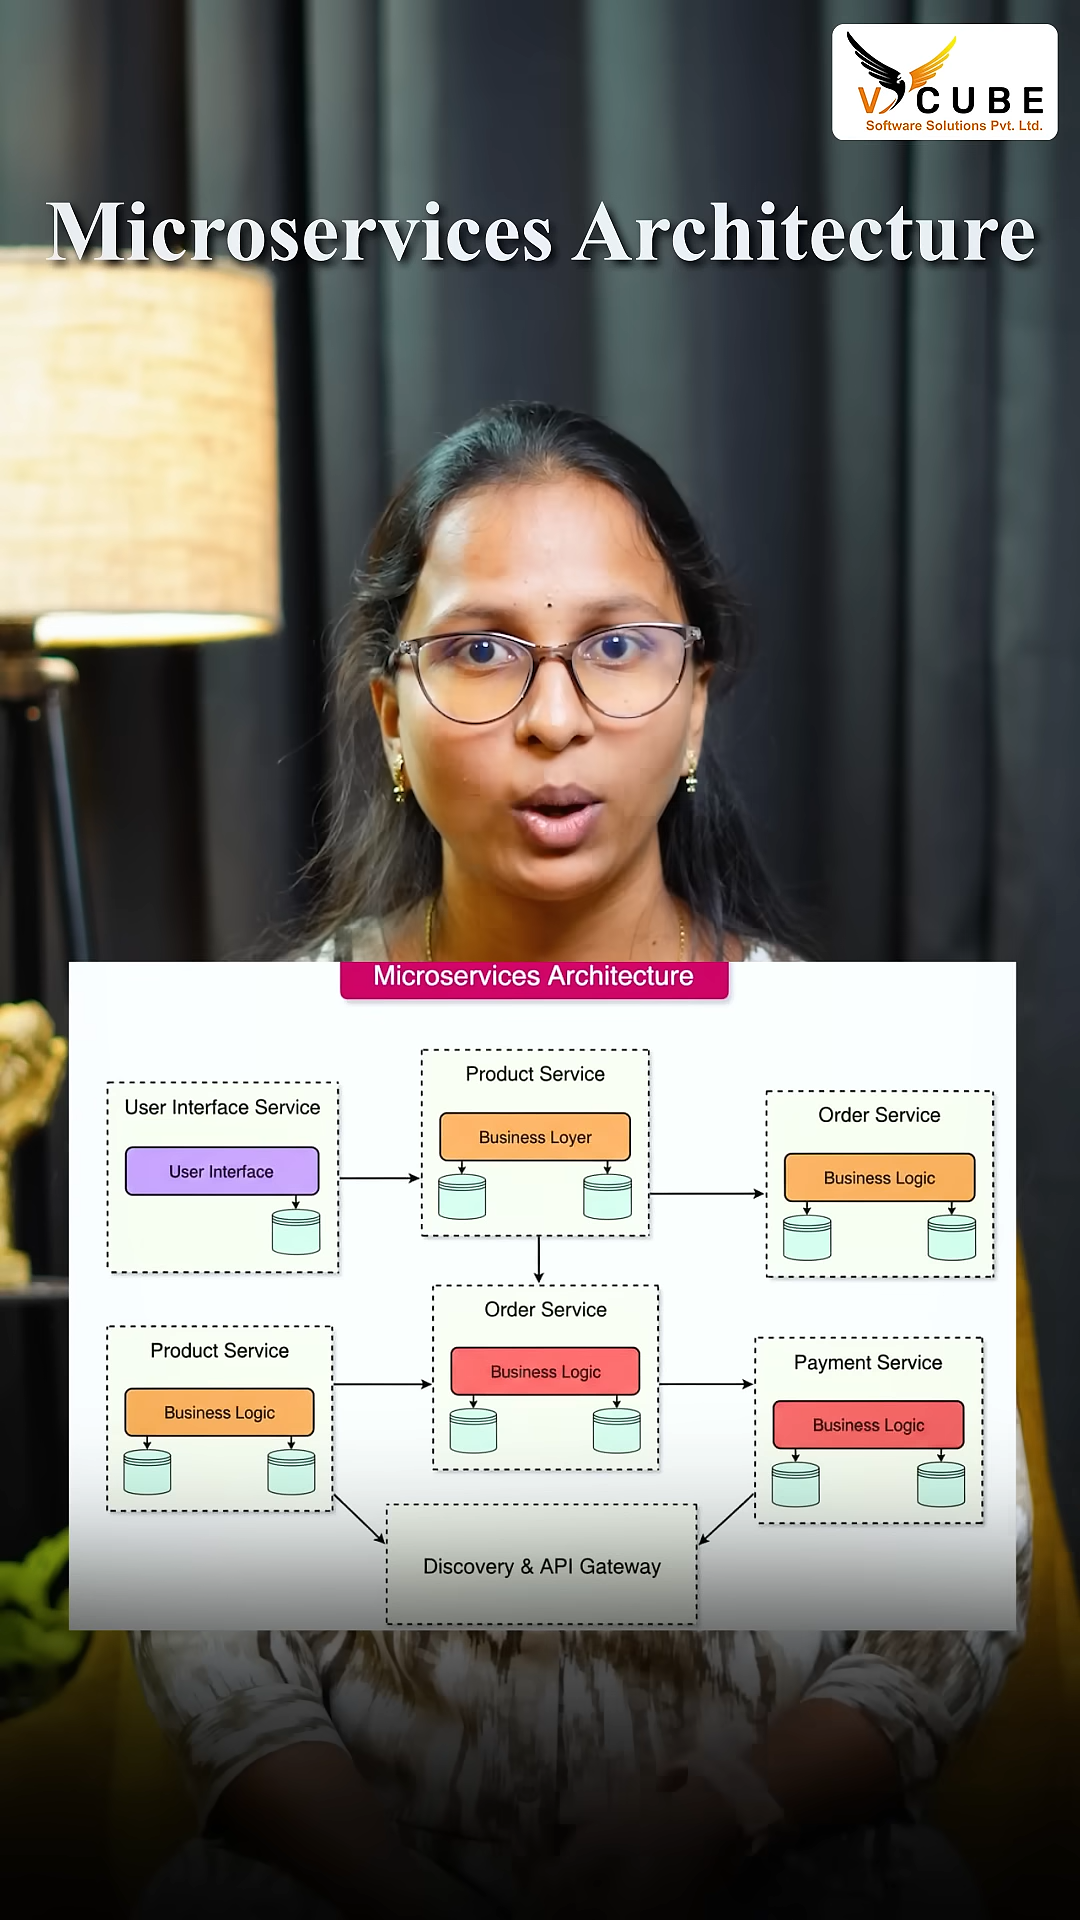 V CUBE
Software Solutions Pvt. Ltd.
Microservices Architecture
Microservices Architecture
User Interface Service
User Interface
Product Service
Business Loyer
Order Service
Business Logic
Product Service
Business Logic
Order Service
Business Logic
Payment Service
Business Logic
Discovery & API Gateway